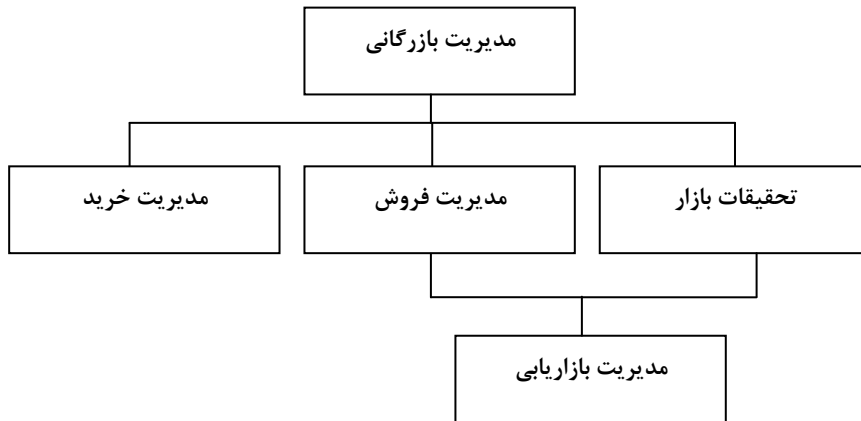 مدیریت بازرگانی
تحقیقات بازار
مدیریت فروش
مدیریت خرید
مدیریت بازاریابی